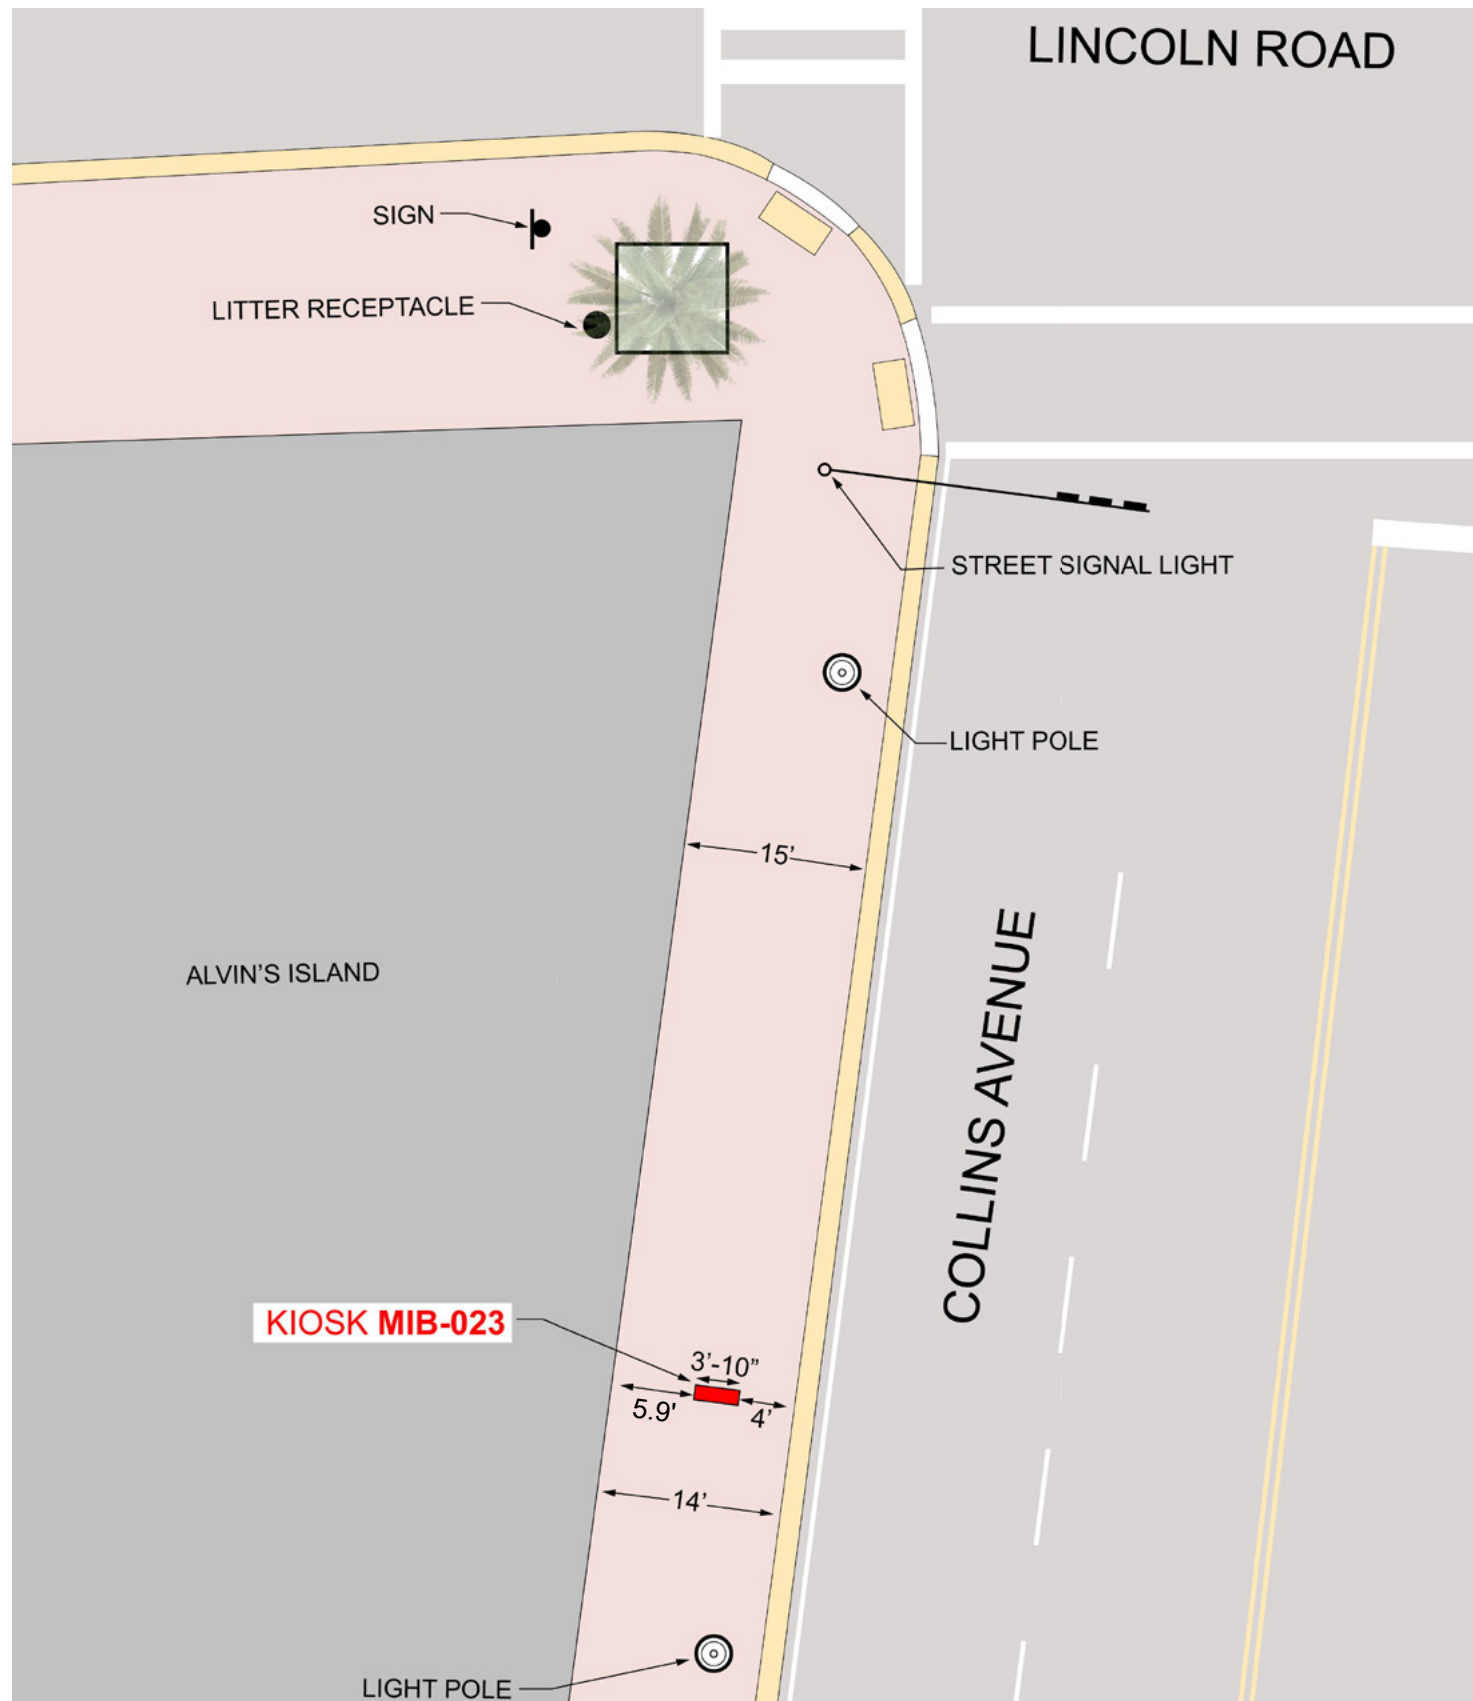 LINCOLN ROAD
SIGN
LITTER RECEPTACLE
STREET SIGNAL LIGHT
LIGHT POLE
15’
ALVIN’S ISLAND
COLLINS AVENUE
KIOSK MIB-023
3’-10”
5.9'
4’
14’
LIGHT POLE